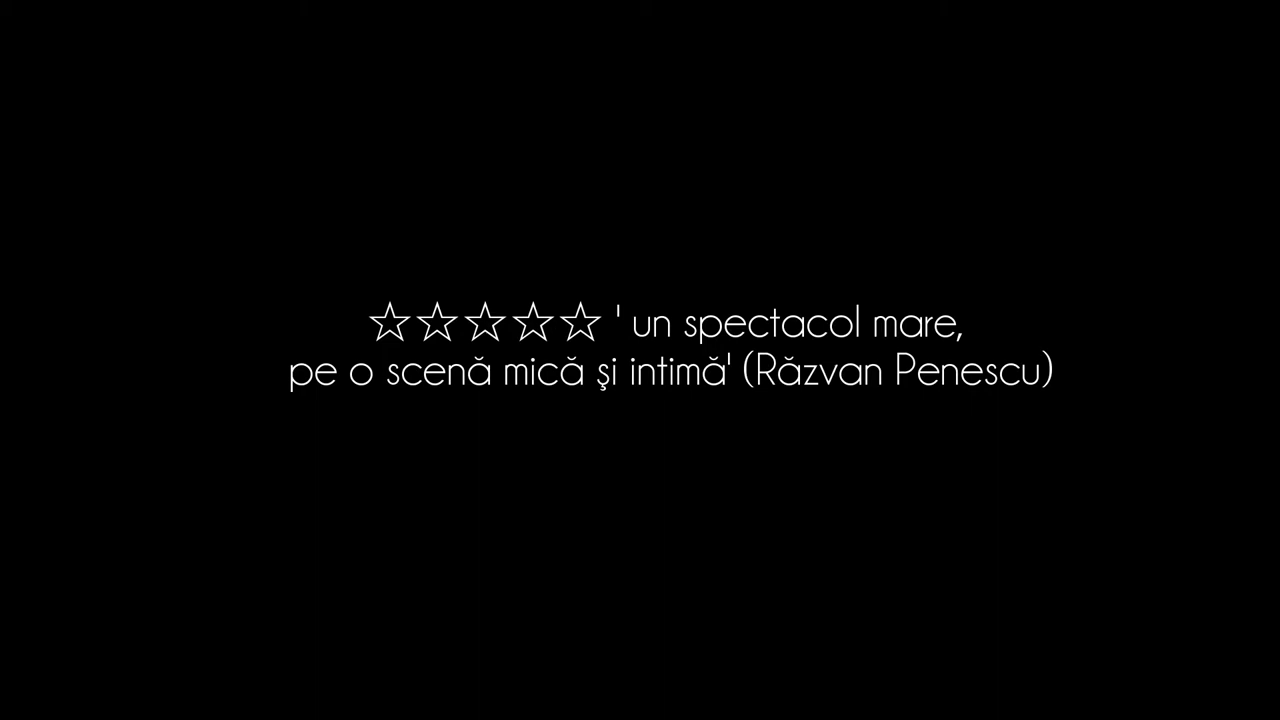 ☆☆☆☆☆ ' un spectacol mare,
pe o scenă mică şi intimă' (Răzvan Penescu)